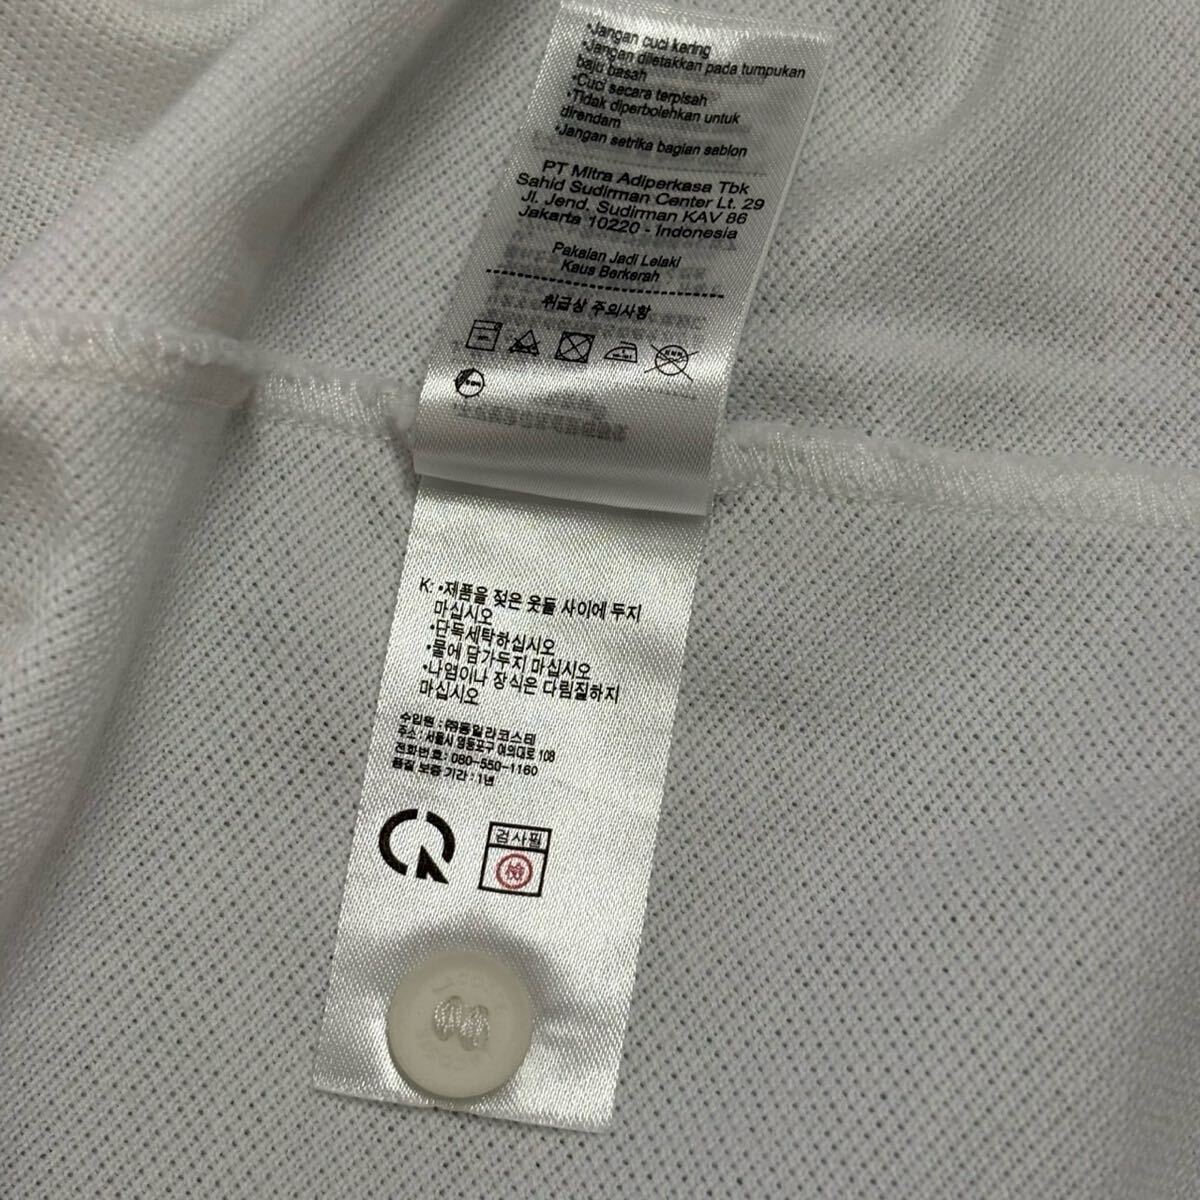 •Jangan cuci kering
•Jangan diletakkan pada tumpukan
baju basah
•Cuci secara terpisah
•Tidak diperbolehkan untuk
direndam
•Jangan setrika bagian sablon
PT Mitra Adiperkasa Tbk
Sahid Sudirman Center Lt. 29
Jl. Jend. Sudirman KAV 86
Jakarta 10220 - Indonesia
Pakaian Jadi Lelaki
Kaus Berkerah
취급상 주의사항
K: •제품을 젖은 옷들 사이에 두지
마십시오
•단독세탁하십시오
•물에 담가두지 마십시오
•나염이나 장식은 다림질하지
마십시오
수입원 : ㈜동일라코스테
주소 : 서울시 영등포구 여의대로 108
전화번호 : 080-550-1160
품질 보증 기간 : 1년
검사필
檢